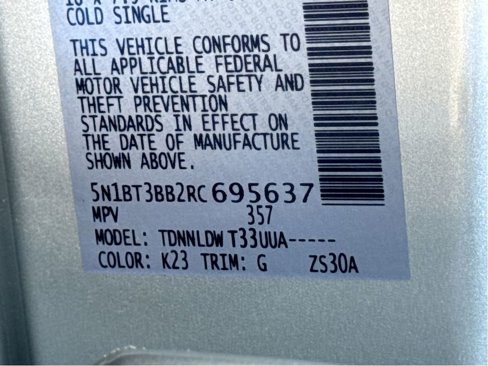 COLD SINGLE
THIS VEHICLE CONFORMS TO
ALL APPLICABLE FEDERAL
MOTOR VEHICLE SAFETY AND
THEFT PREVENTION
STANDARDS IN EFFECT ON
THE DATE OF MANUFACTURE
SHOWN ABOVE.
5N1BT3BB2RC695637
MPV 357
MODEL: TDNNLDWT33UUA-----
COLOR: K23 TRIM: G ZS30A